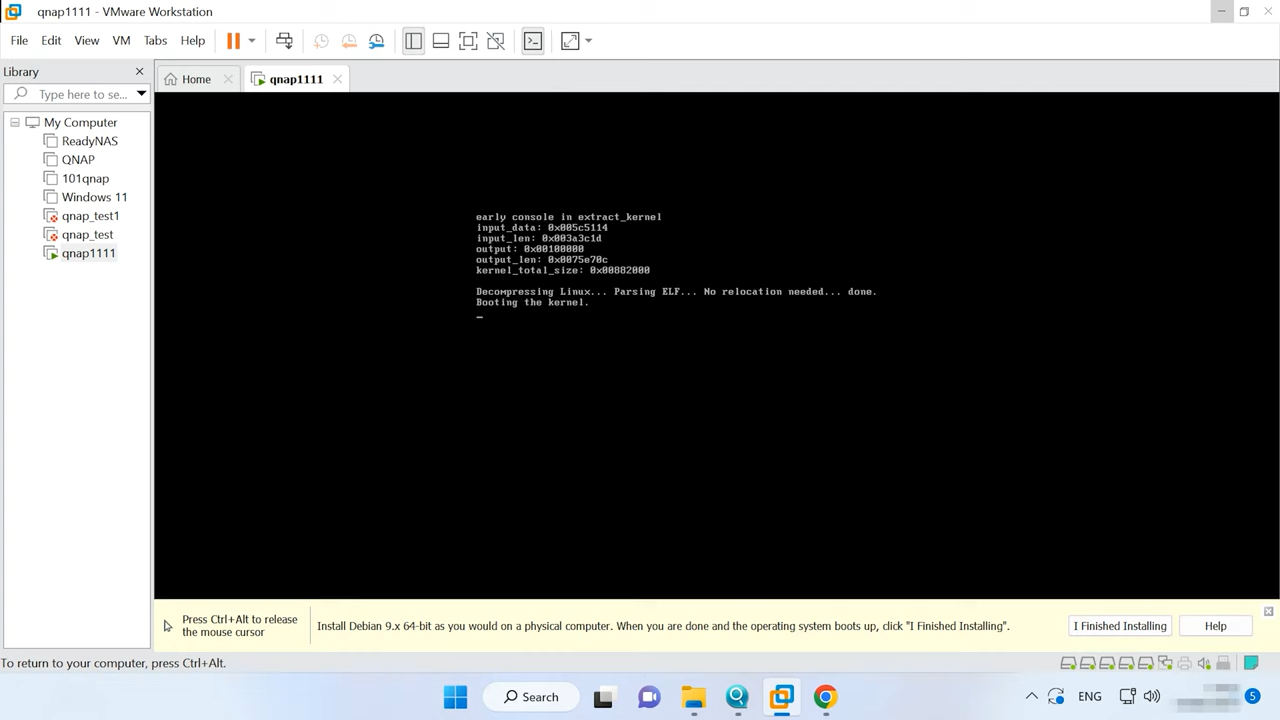 qnap1111 - VMware Workstation
File Edit View VM Tabs Help
Library
Type here to se...
Home
qnap1111
My Computer
ReadyNAS
QNAP
101qnap
Windows 11
qnap_test1
qnap_test
qnap1111
early console in extract_kernel
input_data: 0x005c5114
input_len: 0x003a3c1d
output: 0x00100000
output_len: 0x0075e70c
kernel_total_size: 0x00882000
Decompressing Linux... Parsing ELF... No relocation needed... done.
Booting the kernel.
Press Ctrl+Alt to release
the mouse cursor
Install Debian 9.x 64-bit as you would on a physical computer. When you are done and the operating system boots up, click "I Finished Installing".
I Finished Installing
Help
To return to your computer, press Ctrl+Alt.
Search
ENG
5